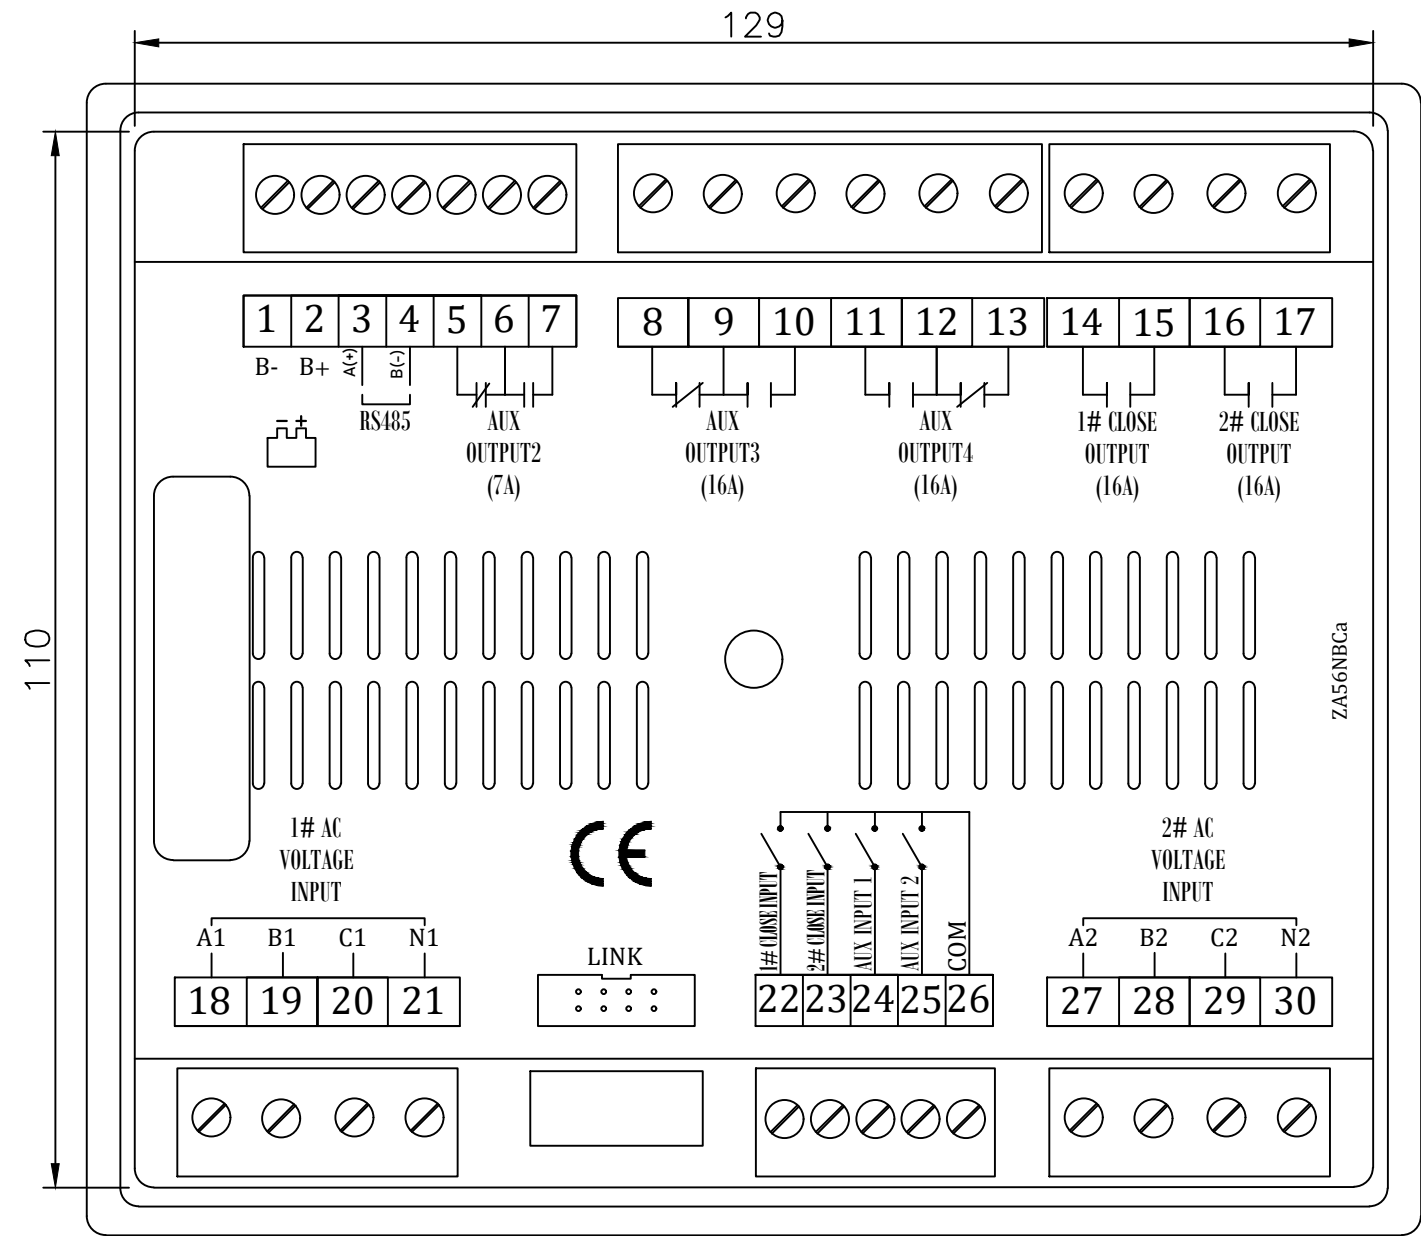 129
110
1 2 3 4 5 6 7 8 9 10 11 12 13 14 15 16 17
B- B+ A(+) B(-)
- +
RS485
AUX
OUTPUT2
(7A)
AUX
OUTPUT3
(16A)
AUX
OUTPUT4
(16A)
1# CLOSE
OUTPUT
(16A)
2# CLOSE
OUTPUT
(16A)
ZA56NBCa
1# AC
VOLTAGE
INPUT
A1 B1 C1 N1
18 19 20 21
CE
LINK
1# CLOSE INPUT
2# CLOSE INPUT
AUX INPUT 1
AUX INPUT 2
COM
22 23 24 25 26
2# AC
VOLTAGE
INPUT
A2 B2 C2 N2
27 28 29 30